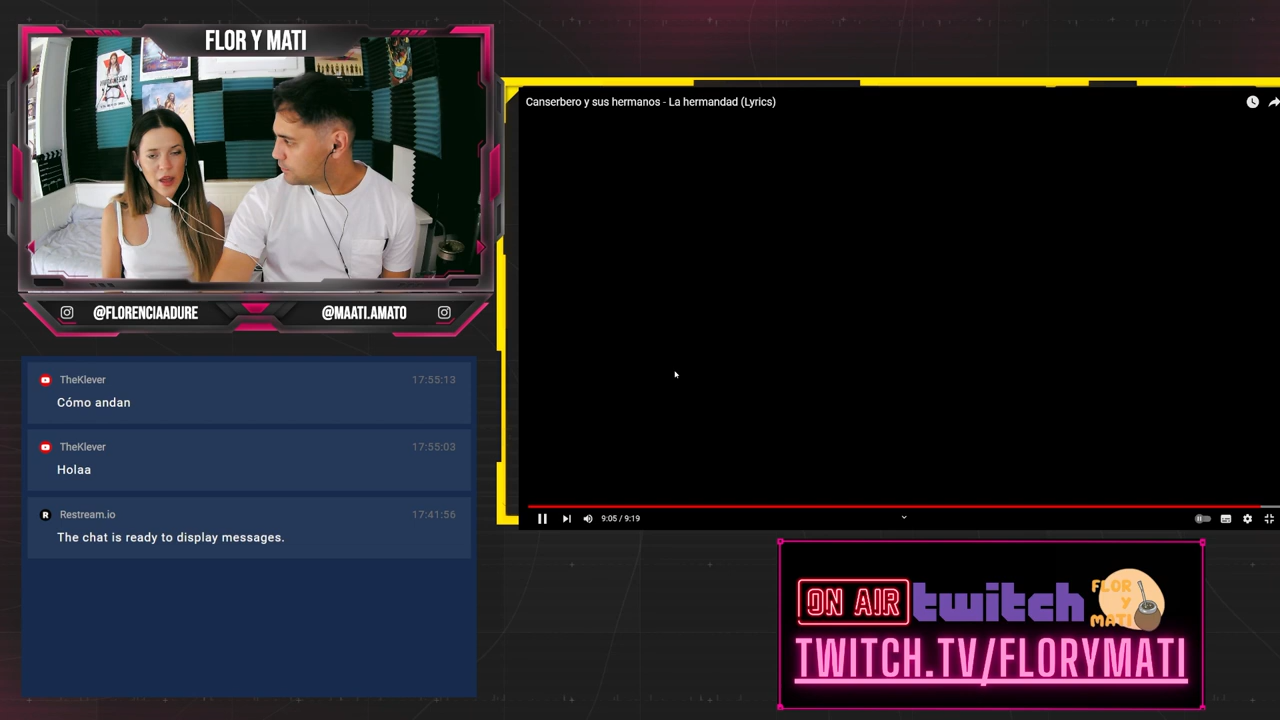 FLOR Y MATI
@FLORENCIAADURE
@MAATI.AMATO
TheKlever
17:55:13
Cómo andan
TheKlever
17:55:03
Holaa
R
Restream.io
17:41:56
The chat is ready to display messages.
Canserbero y sus hermanos - La hermandad (Lyrics)
9:05 / 9:19
ON AIR
twitch
FLOR
Y
MATI
TWITCH.TV/FLORYMATI